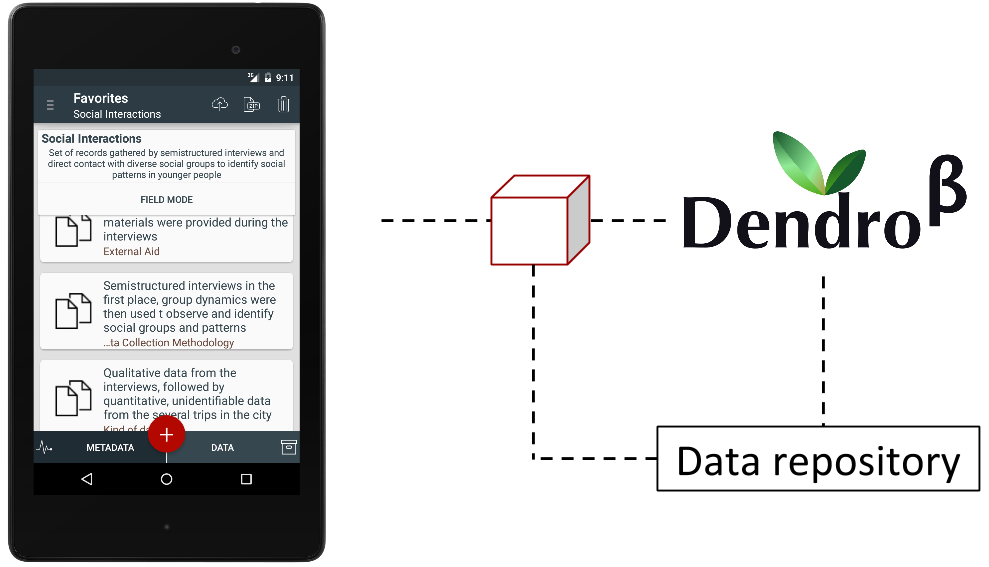 3G 9:11
Favorites
Social Interactions
ZIP
Social Interactions
Set of records gathered by semistructured interviews and
direct contact with diverse social groups to identify social
patterns in younger people
FIELD MODE
materials were provided during the
interviews
External Aid
Semistructured interviews in the
first place, group dynamics were
then used t observe and identify
social groups and patterns
…ta Collection Methodology
Qualitative data from the
interviews, followed by
quantitative, unidentifiable data
from the several trips in the city
Kind of
METADATA
+
DATA
Dendro β
Data repository